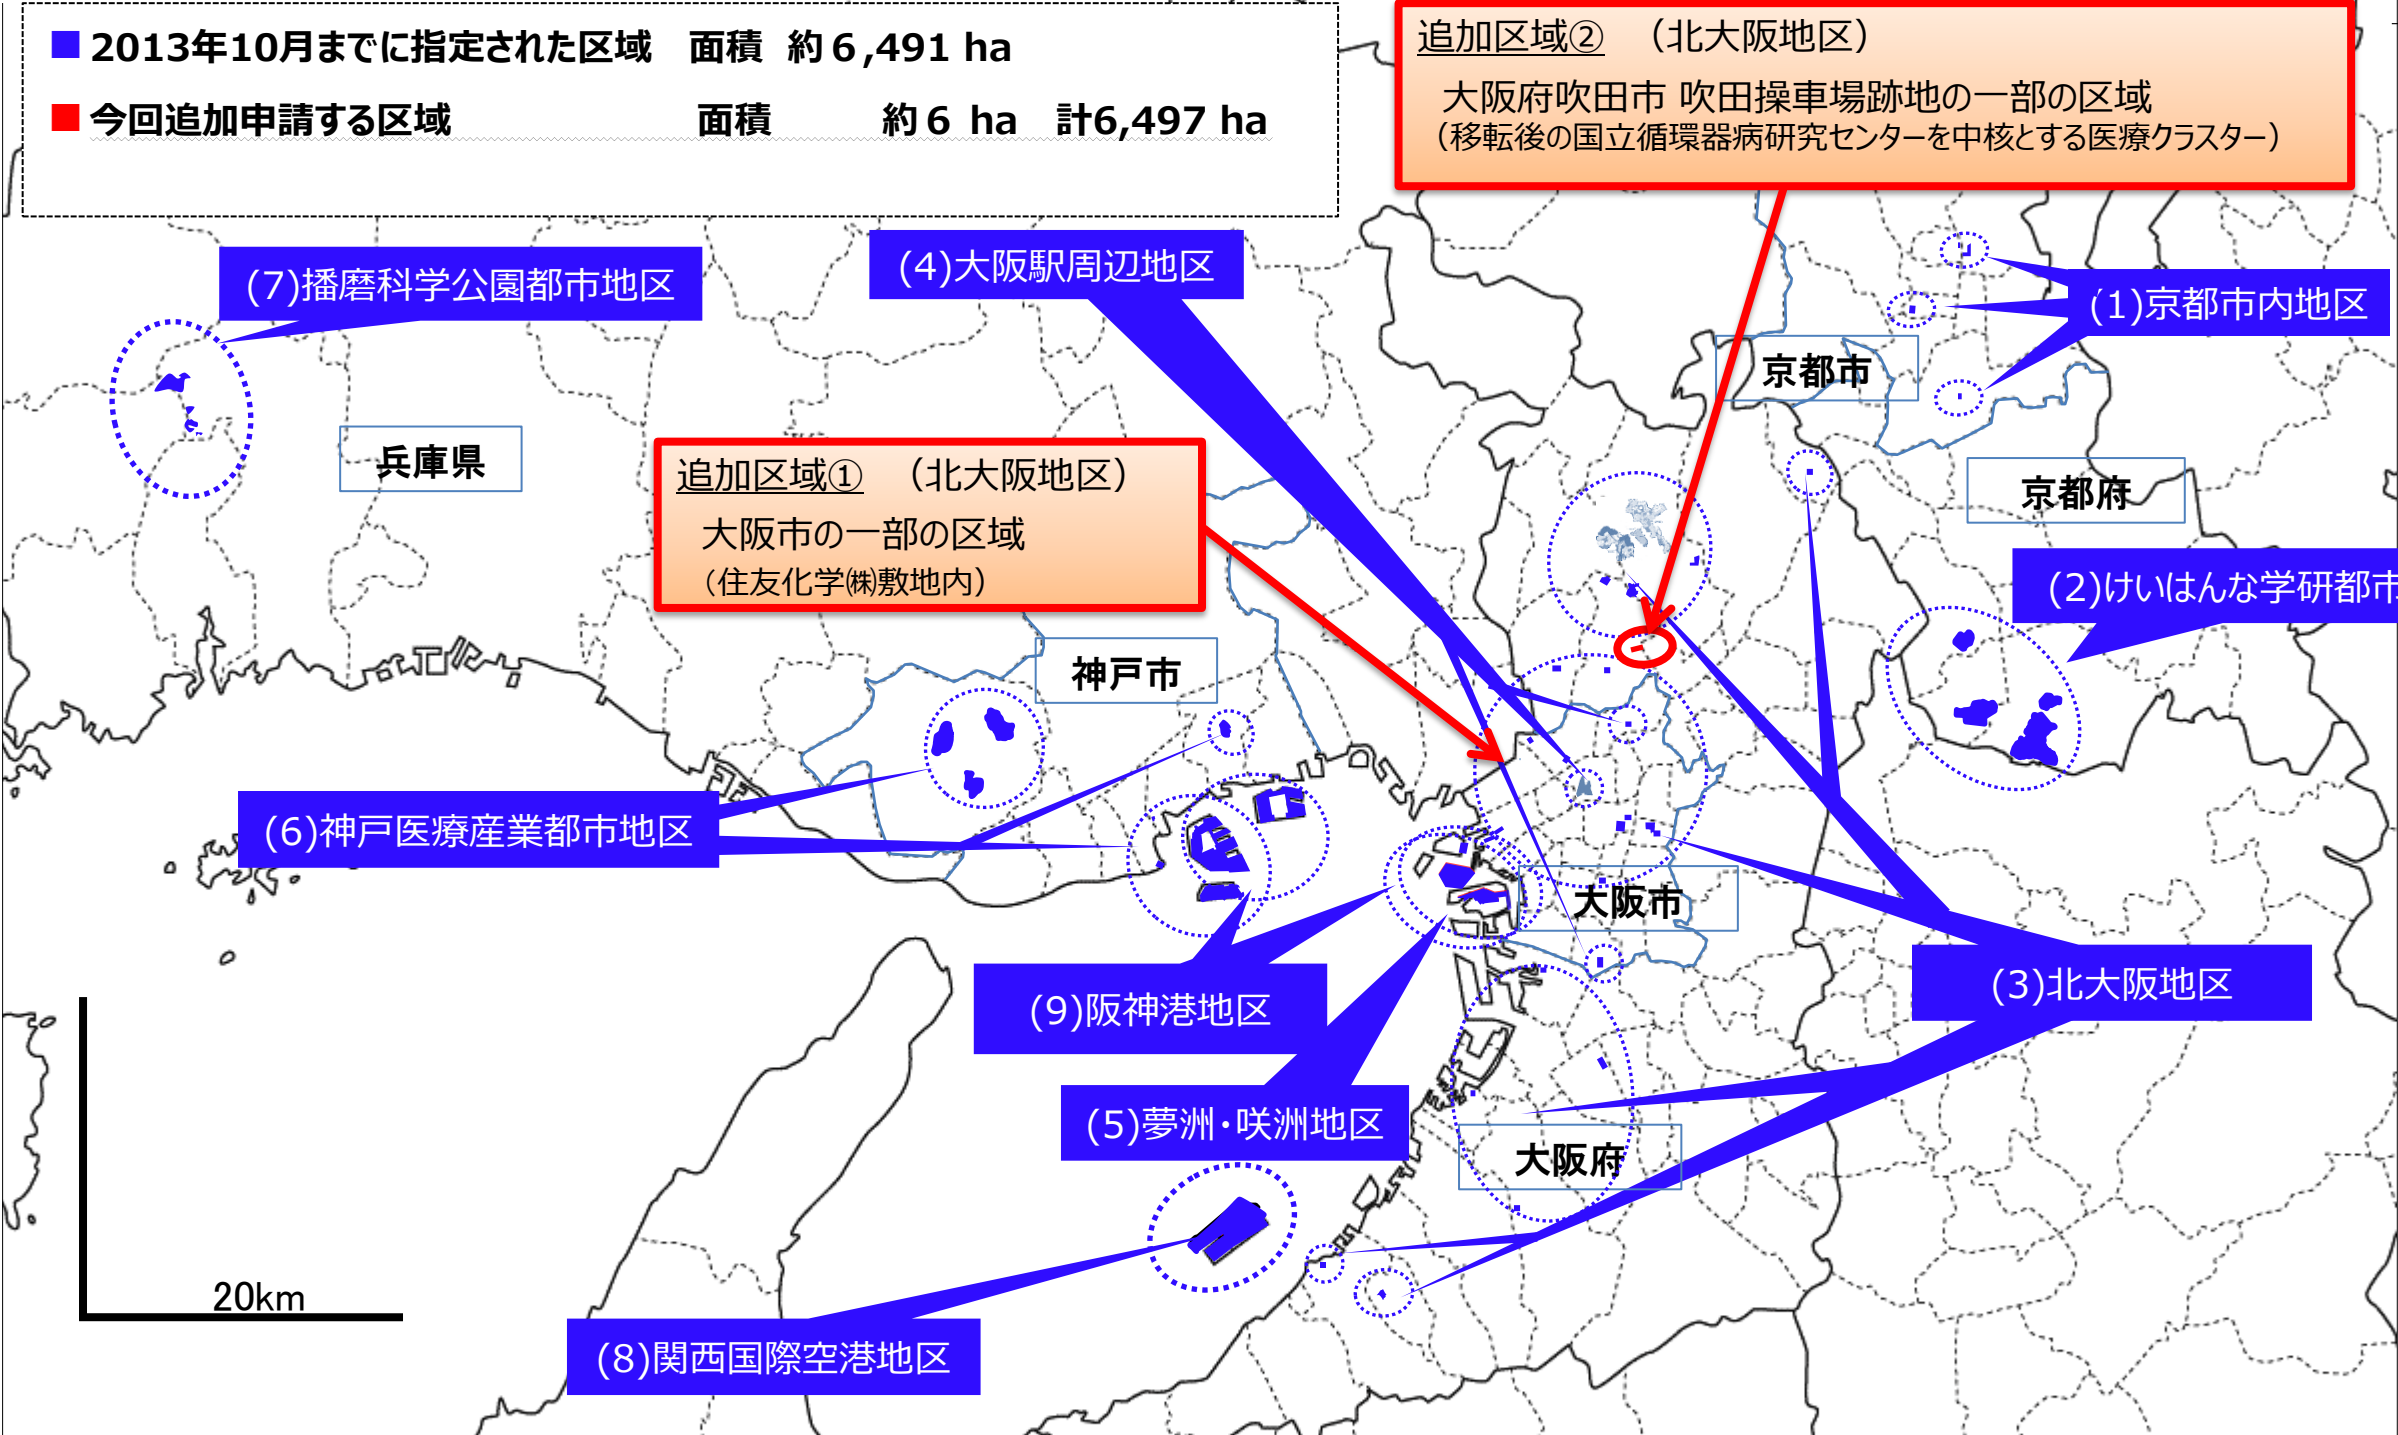 ■ 2013年10月までに指定された区域　面積 約6,491 ha
■ 今回追加申請する区域　面積　約6 ha　計6,497 ha
追加区域②　（北大阪地区）
大阪府吹田市 吹田操車場跡地の一部の区域
（移転後の国立循環器病研究センターを中核とする医療クラスター）
(7)播磨科学公園都市地区
(4)大阪駅周辺地区
(1)京都市内地区
京都市
兵庫県
追加区域①　（北大阪地区）
大阪市の一部の区域
（住友化学㈱敷地内）
京都府
(2)けいはんな学研都市
神戸市
(6)神戸医療産業都市地区
大阪市
(9)阪神港地区
(3)北大阪地区
(5)夢洲・咲洲地区
大阪府
20km
(8)関西国際空港地区